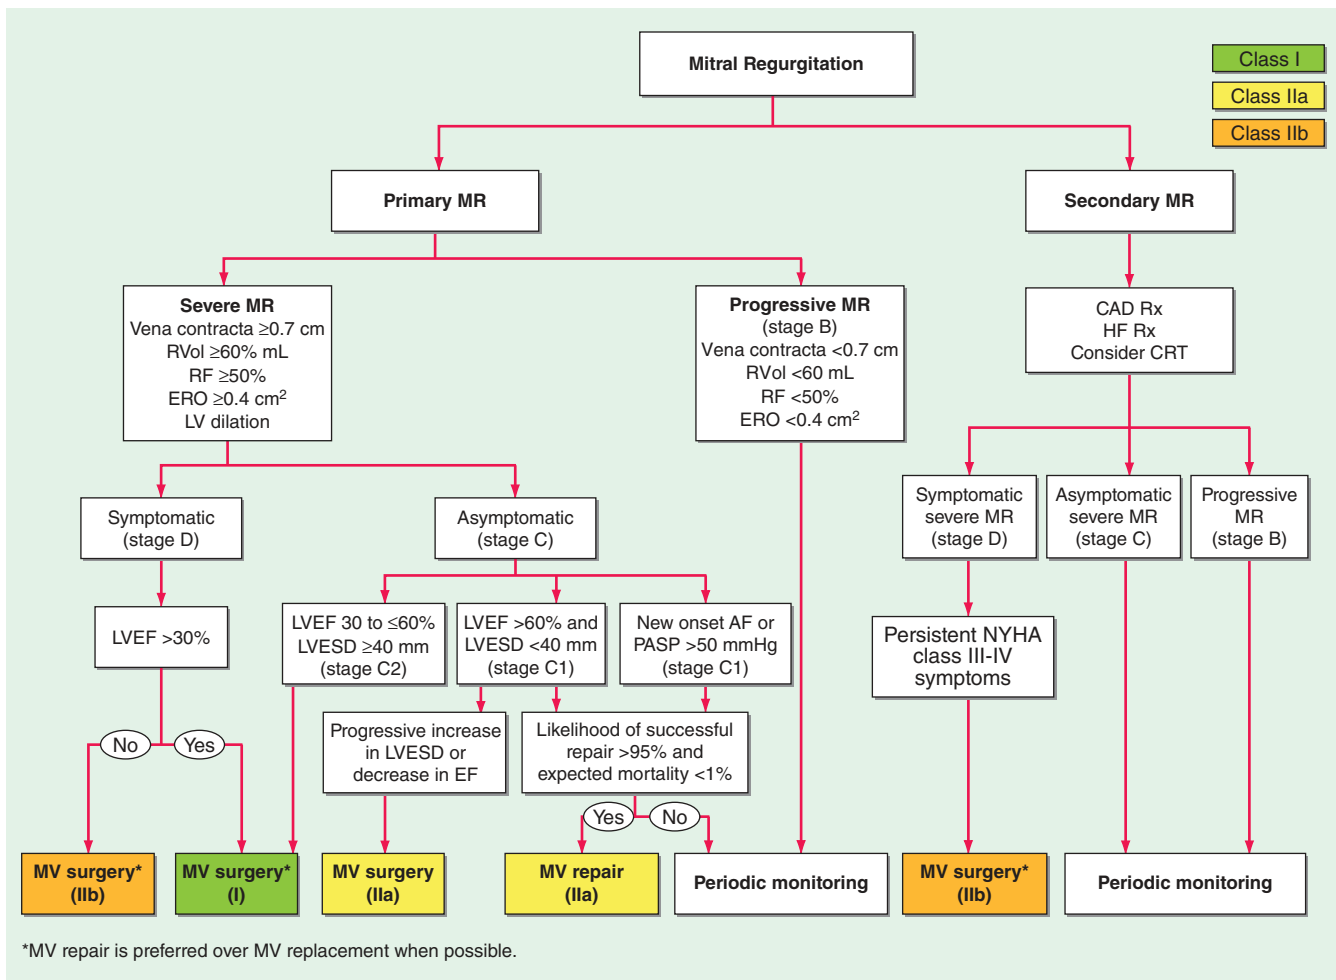 Mitral Regurgitation
Class I
Class IIa
Class IIb
Primary MR
Secondary MR
Severe MR
Vena contracta ≥0.7 cm
RVol ≥60% mL
RF ≥50%
ERO ≥0.4 cm²
LV dilation
Progressive MR
(stage B)
Vena contracta <0.7 cm
RVol <60 mL
RF <50%
ERO <0.4 cm²
CAD Rx
HF Rx
Consider CRT
Symptomatic
(stage D)
Asymptomatic
(stage C)
Symptomatic
severe MR
(stage D)
Asymptomatic
severe MR
(stage C)
Progressive
MR
(stage B)
LVEF >30%
LVEF 30 to ≤60%
LVESD ≥40 mm
(stage C2)
LVEF >60% and
LVESD <40 mm
(stage C1)
New onset AF or
PASP >50 mmHg
(stage C1)
Persistent NYHA
class III-IV
symptoms
No
Yes
Progressive increase
in LVESD or
decrease in EF
Likelihood of successful
repair >95% and
expected mortality <1%
Yes
No
MV surgery*
(IIb)
MV surgery*
(I)
MV surgery
(IIa)
MV repair
(IIa)
Periodic monitoring
MV surgery*
(IIb)
Periodic monitoring
*MV repair is preferred over MV replacement when possible.